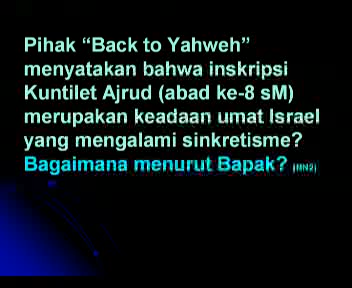 Pihak “Back to Yahweh”
menyatakan bahwa inskripsi
Kuntilet Ajrud (abad ke-8 sM)
merupakan keadaan umat Israel
yang mengalami sinkretisme?
Bagaimana menurut Bapak? (MN2)